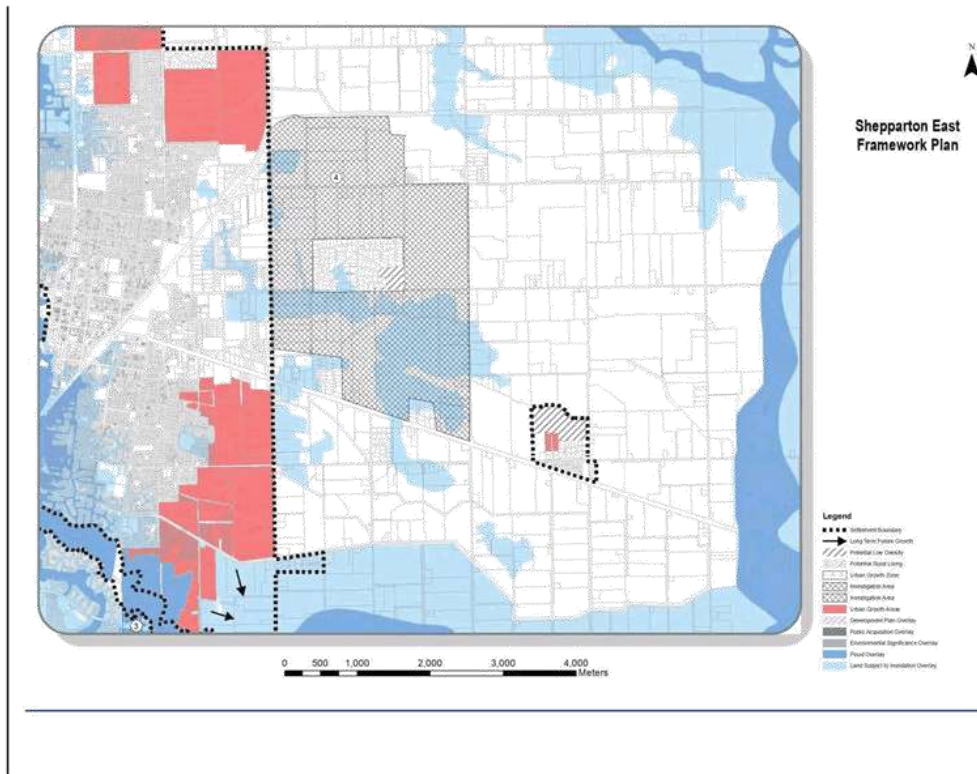 N
Shepparton East
Framework Plan
4
3
Legend
Settlement Boundary
Long Term Future Growth
Potential Low Density
Potential Rural Living
Urban Growth Zone
Investigation Area
Investigation Area
Urban Growth Areas
Development Plan Overlay
Public Acquisition Overlay
Environmental Significance Overlay
Flood Overlay
Land Subject to Inundation Overlay
0 500 1,000 2,000 3,000 4,000
Meters